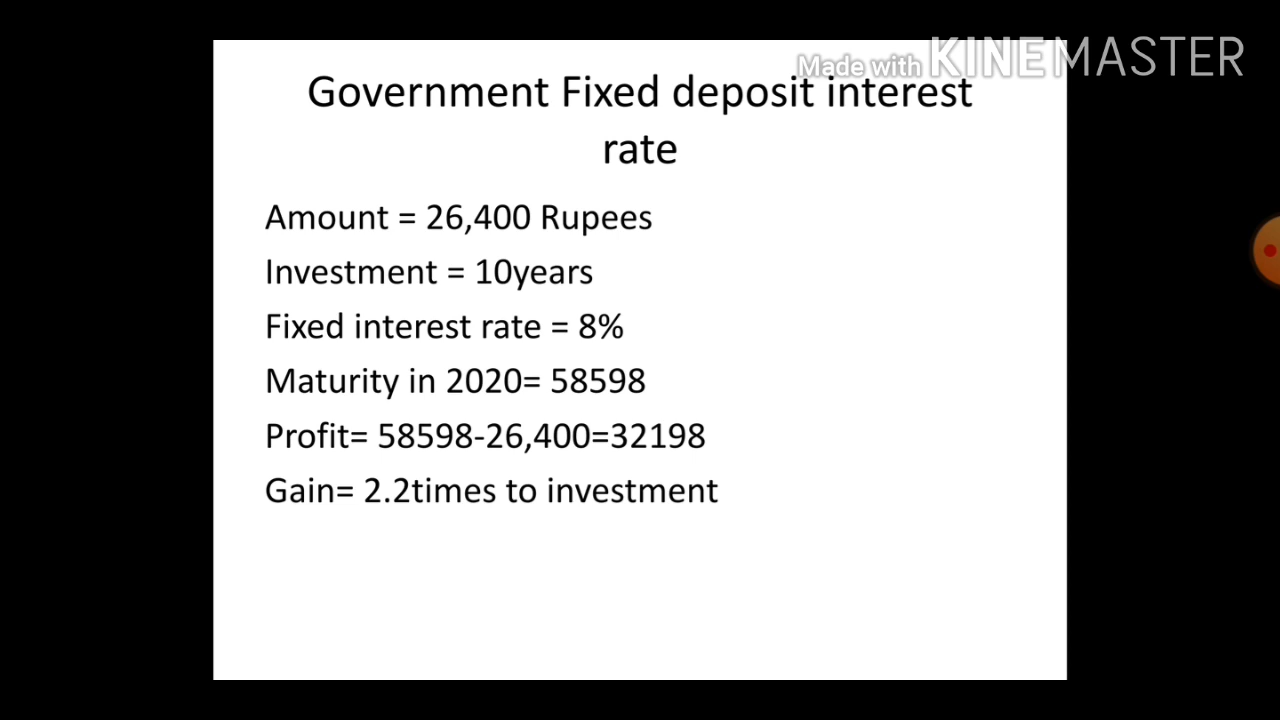 Made with KINEMASTER
Government Fixed deposit interest
rate
Amount = 26,400 Rupees
Investment = 10years
Fixed interest rate = 8%
Maturity in 2020= 58598
Profit= 58598-26,400=32198
Gain= 2.2times to investment